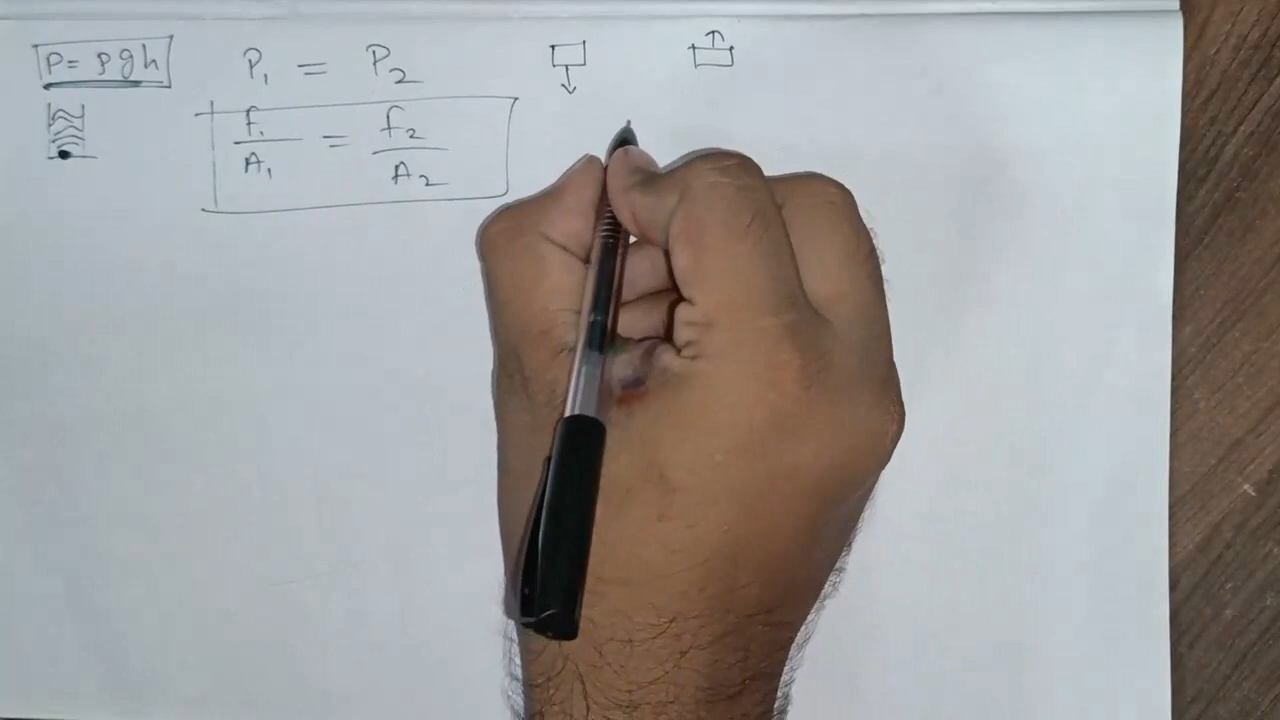 P = ρgh
P₁ = P₂
f₁/A₁ = f₂/A₂